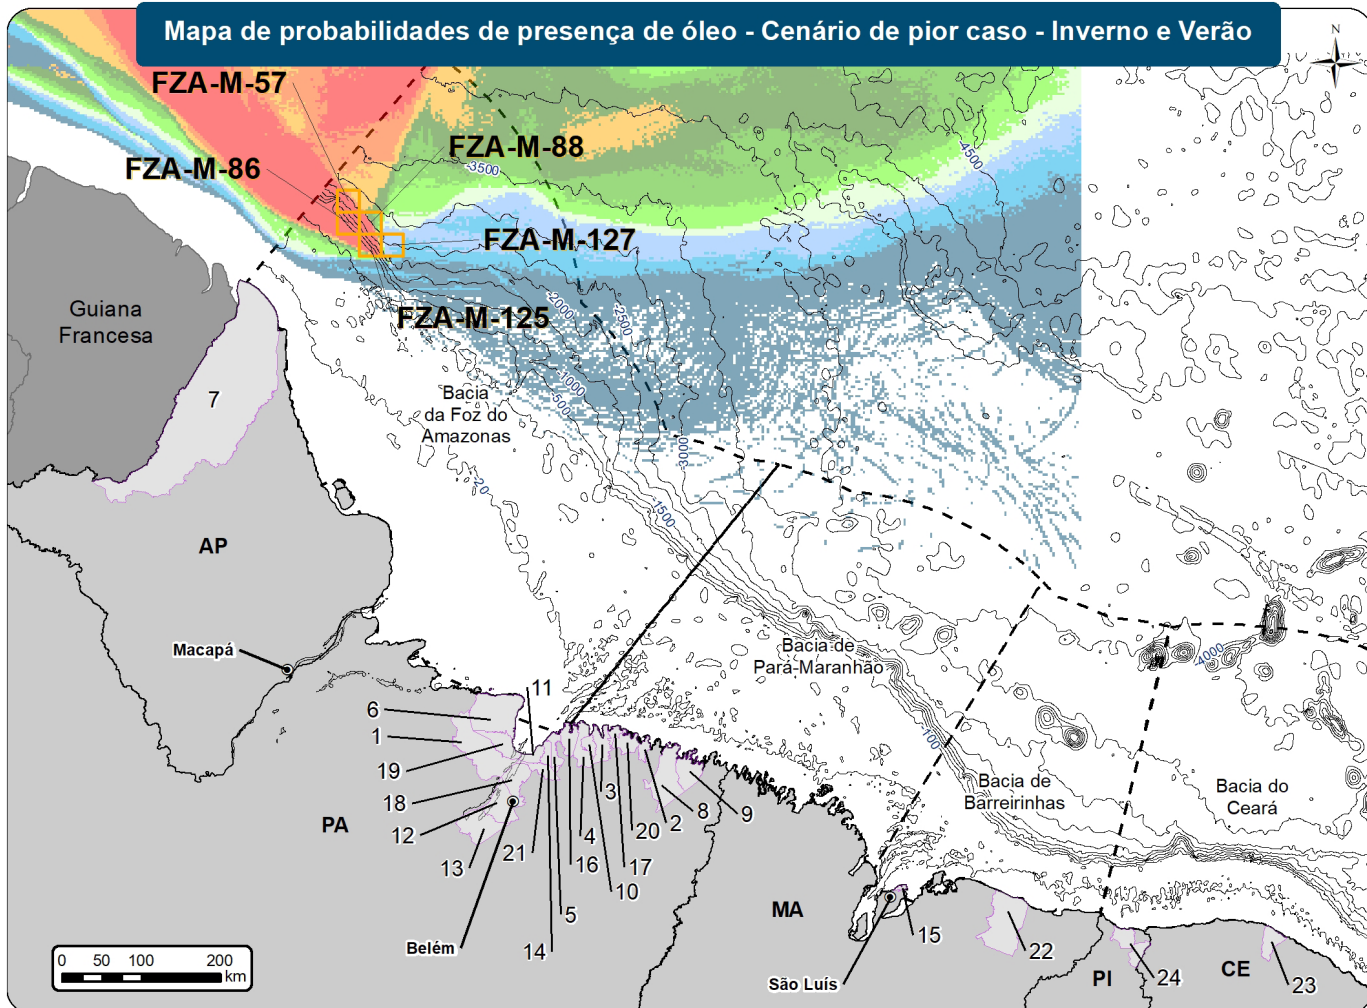 Mapa de probabilidades de presença de óleo - Cenário de pior caso - Inverno e Verão
N
FZA-M-57
FZA-M-88
FZA-M-86
-3500
-4500
FZA-M-127
FZA-M-125
-2000
-2500
Guiana
Francesa
7
-1000
-500
Bacia
da Foz do
Amazonas
-3000
-20
-1500
AP
Macapá
Bacia de
Pará-Maranhão
-4000
11
6
1
19
18
12
13
-100
Bacia de
Barreirinhas
Bacia do
Ceará
PA
21
16
4
3
10
17
20
2
8
9
5
14
Belém
MA
15
São Luís
22
PI
24
CE
23
0 50 100 200
km